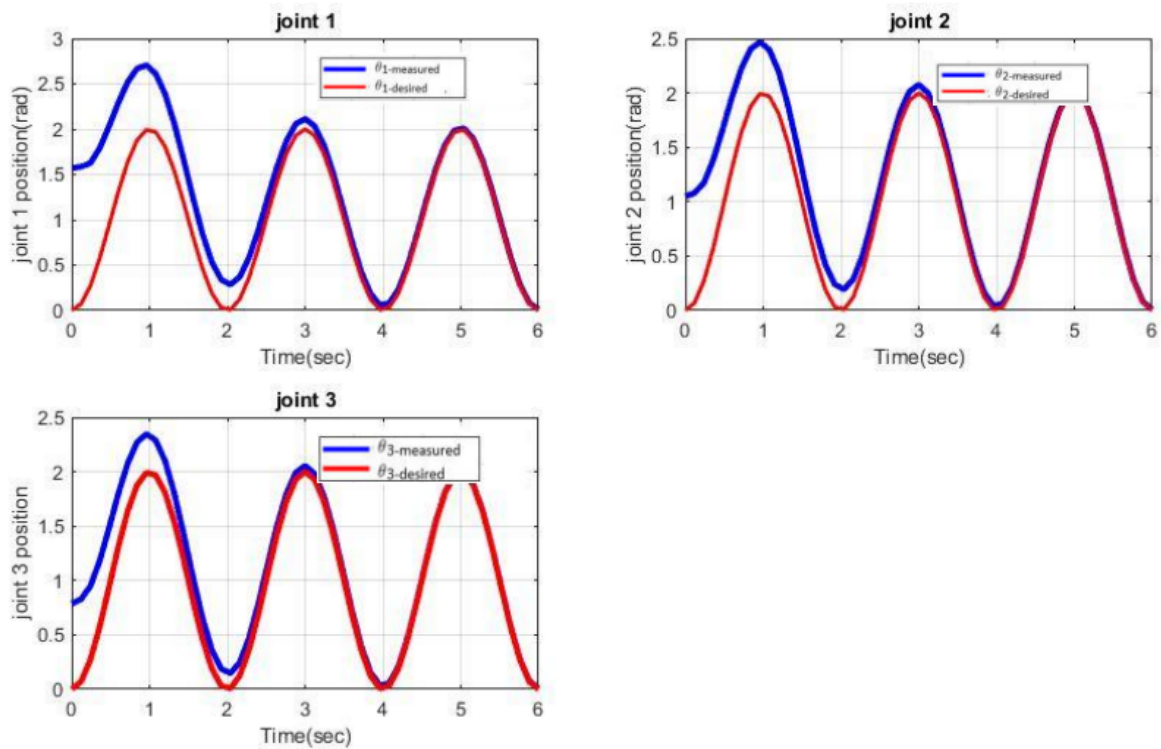 joint 1
3
2.5
2
1.5
1
0.5
0
joint 1 position(rad)
θ1-measured
θ1-desired
0 1 2 3 4 5 6
Time(sec)
joint 2
2.5
2
1.5
1
0.5
0
joint 2 position(rad)
θ2-measured
θ2-desired
0 1 2 3 4 5 6
Time(sec)
joint 3
2.5
2
1.5
1
0.5
0
joint 3 position
θ3-measured
θ3-desired
0 1 2 3 4 5 6
Time(sec)